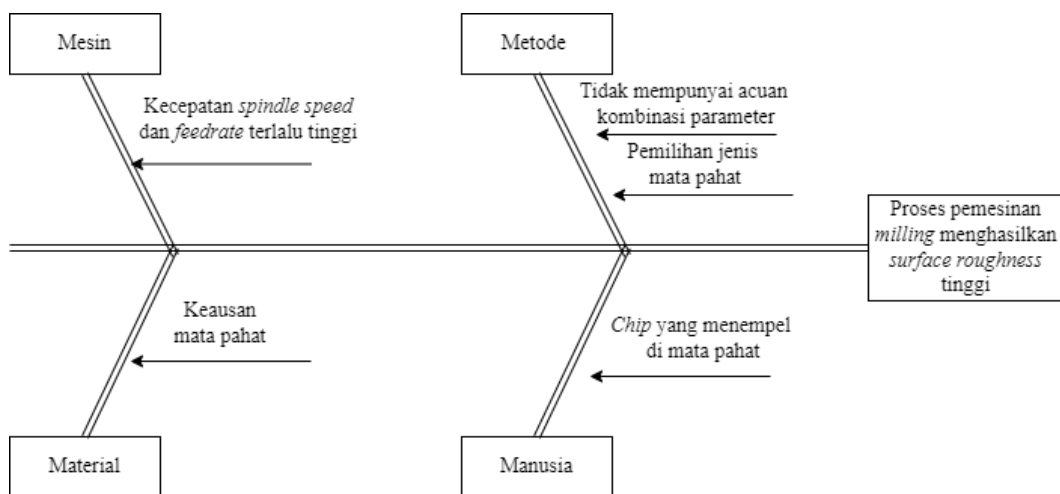 Mesin
Metode
Kecepatan spindle speed
dan feedrate terlalu tinggi
Tidak mempunyai acuan
kombinasi parameter
Pemilihan jenis
mata pahat
Proses pemesinan
milling menghasilkan
surface roughness
tinggi
Keausan
mata pahat
Chip yang menempel
di mata pahat
Material
Manusia